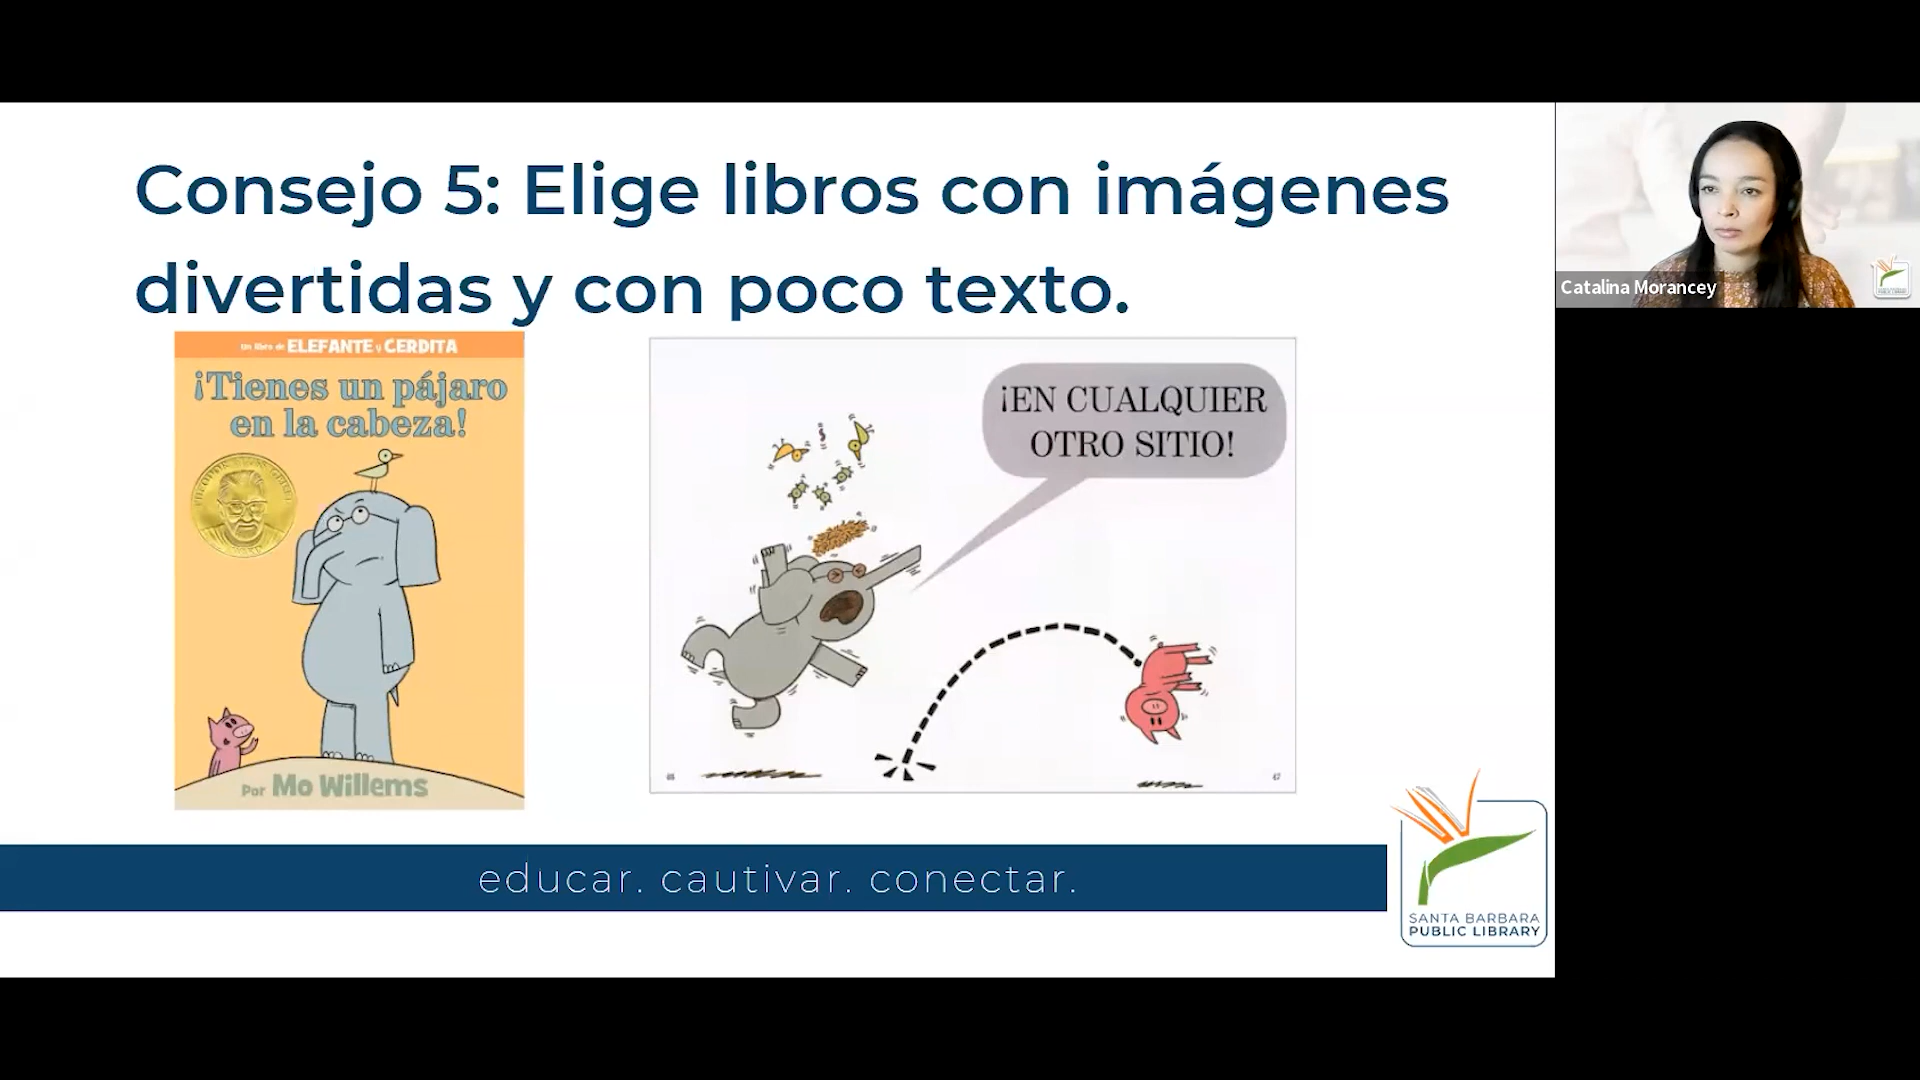 Consejo 5: Elige libros con imágenes
divertidas y con poco texto.
Catalina Morancey
Un libro de ELEFANTE y CERDITA
¡Tienes un pájaro
en la cabeza!
Por Mo Willems
¡EN CUALQUIER
OTRO SITIO!
47
educar. cautivar. conectar.
SANTA BARBARA
PUBLIC LIBRARY